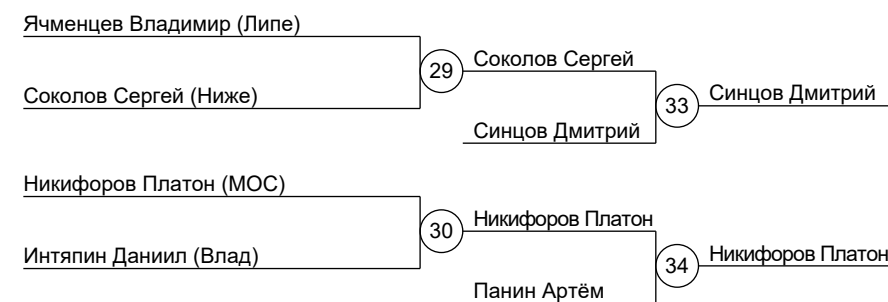 Ячменцев Владимир (Липе)
Соколов Сергей (Ниже)
29
Соколов Сергей
Синцов Дмитрий
33
Синцов Дмитрий
Никифоров Платон (МОС)
Интяпин Даниил (Влад)
30
Никифоров Платон
Панин Артём
34
Никифоров Платон